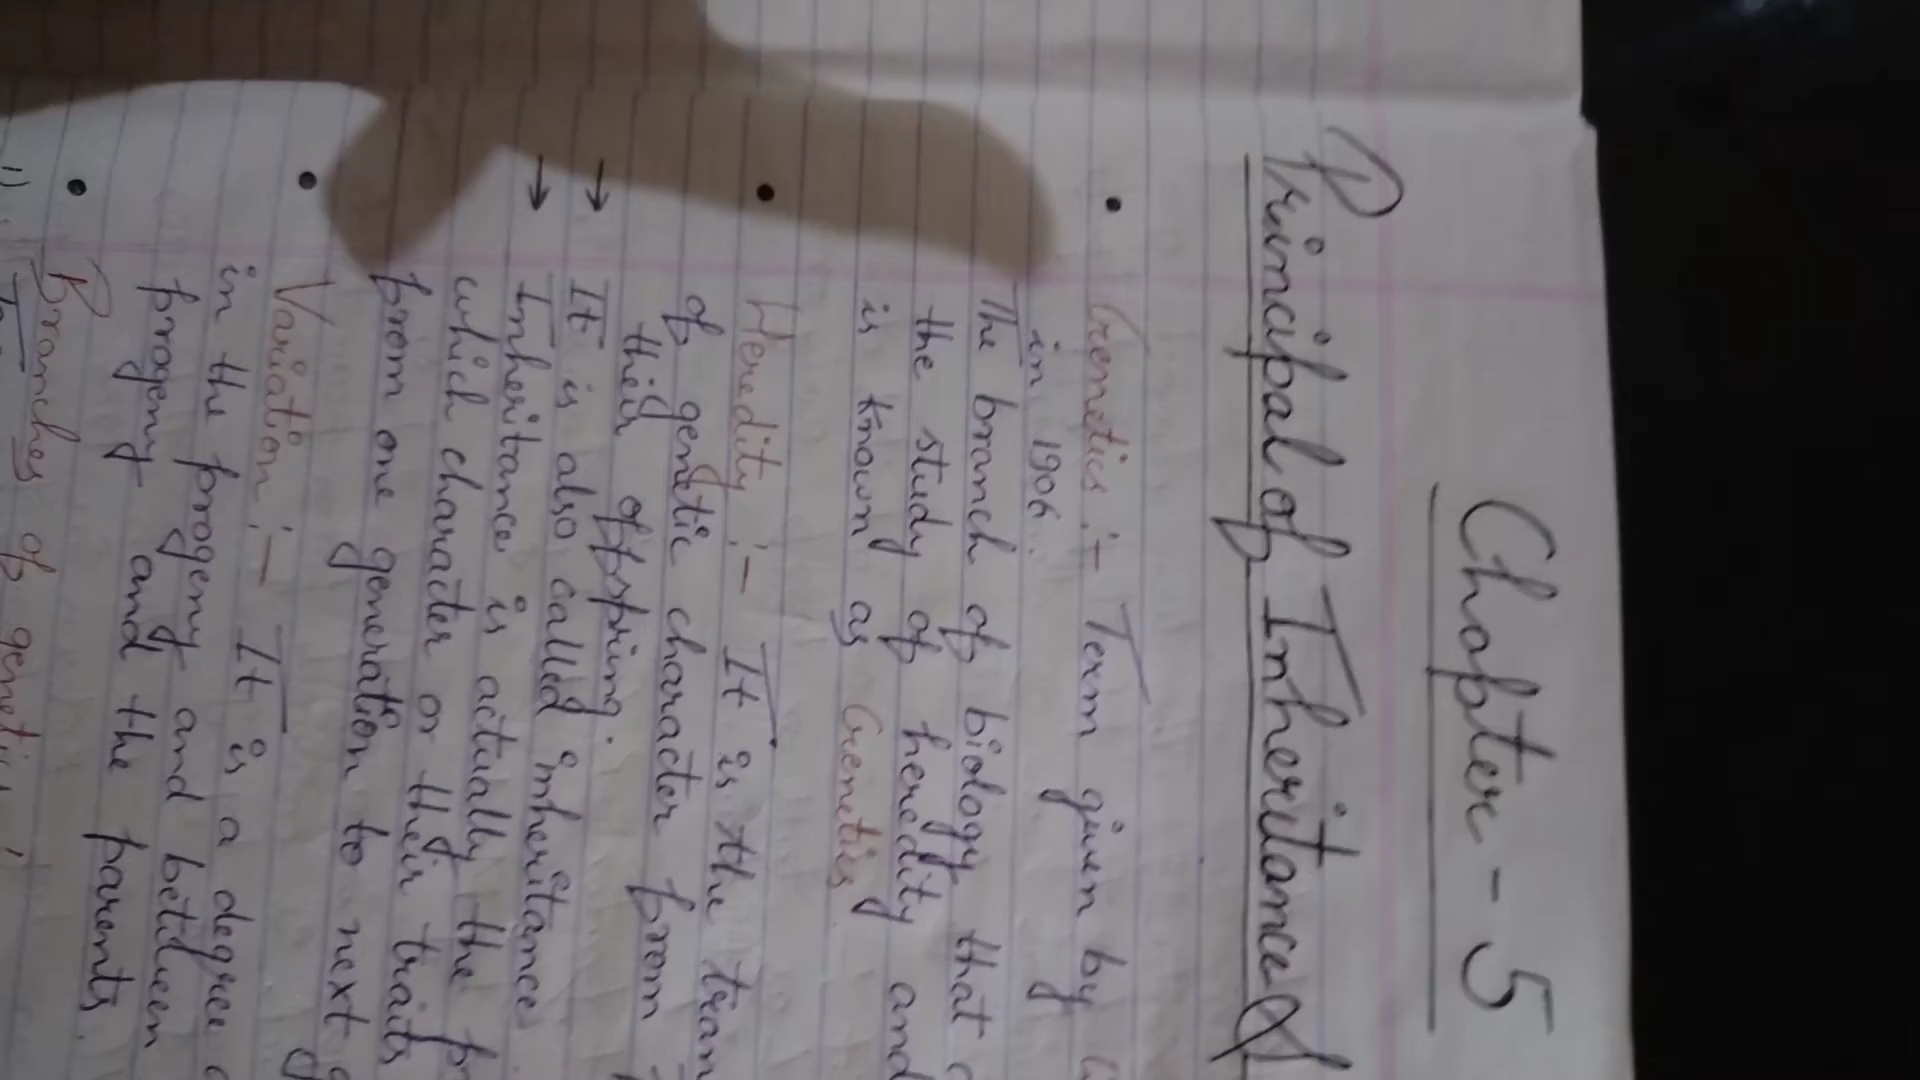 Chapter - 5
Principal of Inheritance &
• Genetics :- Term given by
in 1906.
The branch of biology that
the study of heredity and
is known as Genetics
• Heredity :- It is the tran
of genetic character from
their offspring.
→ It is also called inheritance
→ Inheritance is actually the p
which character or their traits
from one generation to next g
• Variation :- It is a degree
in the progeny and between
progeny and the parents.
• Branches of genetics
1)